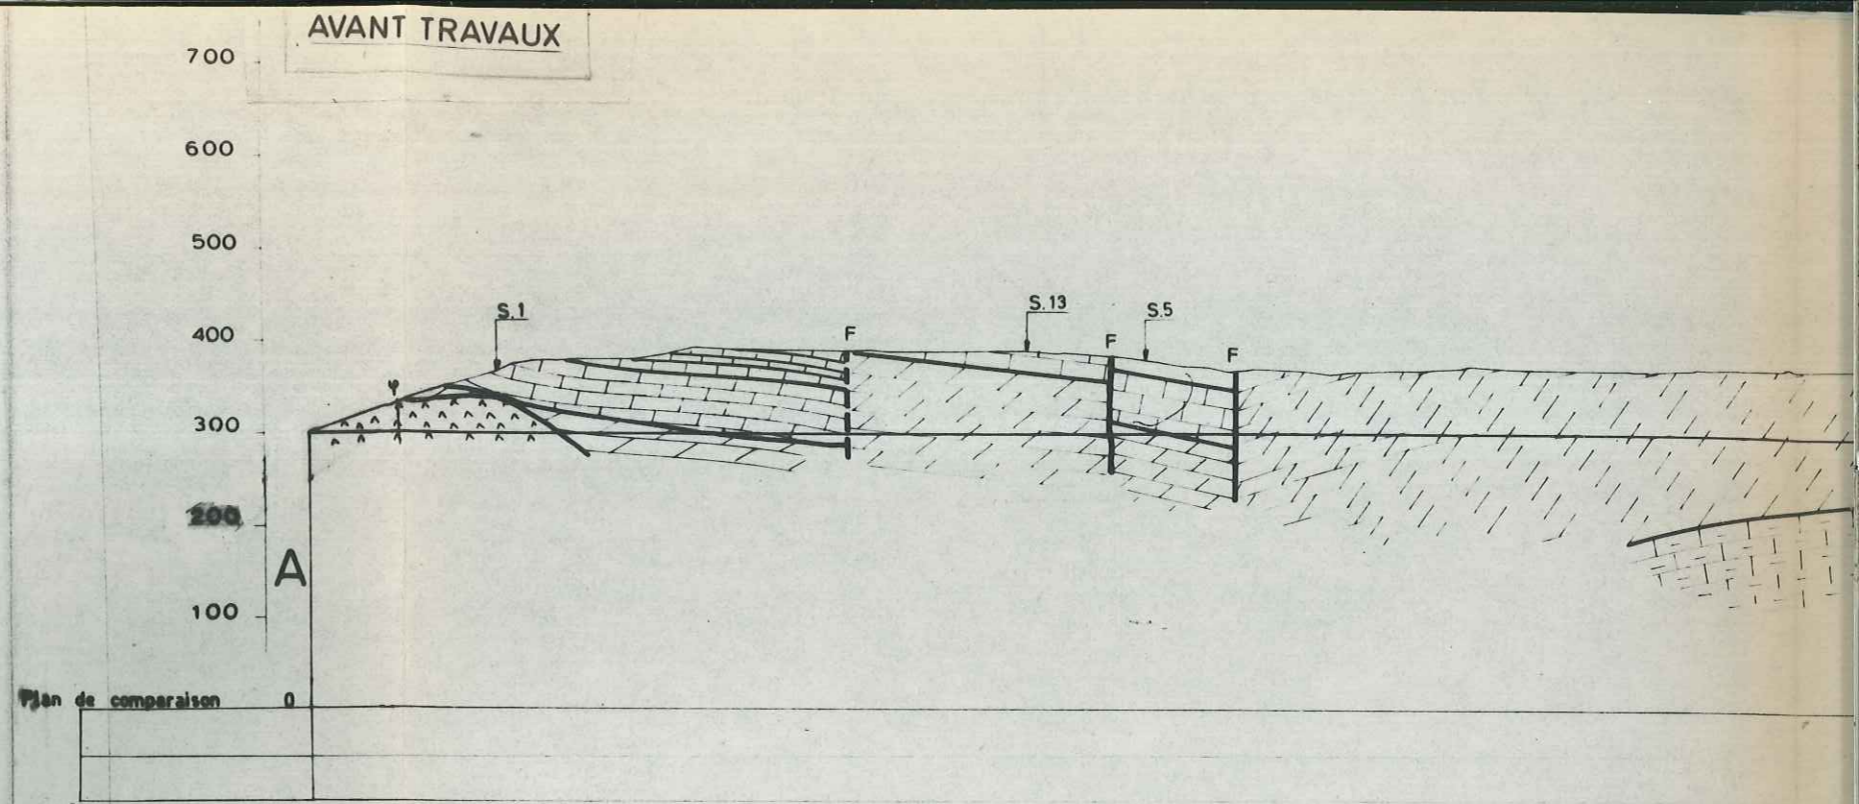 AVANT TRAVAUX
700
600
500
400
300
200
100
S.1
F
S.13
F
S.5
F
φ
A
Plan de comparaison 0